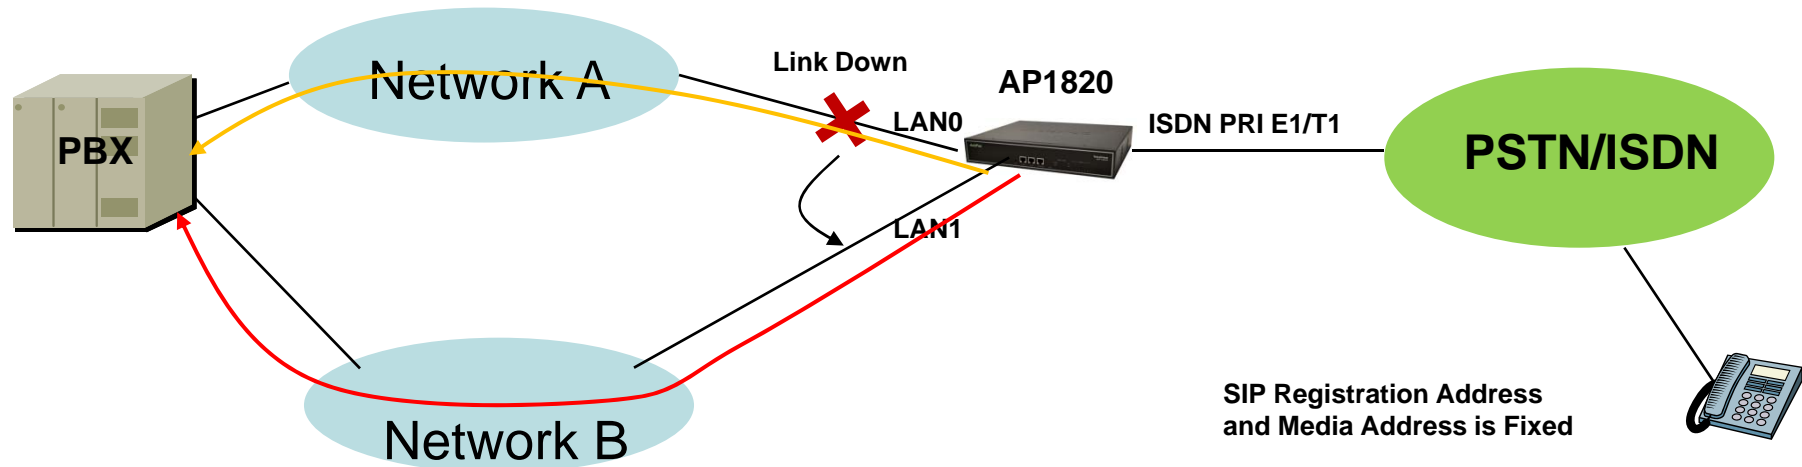 Network A
Link Down
AP1820
LAN0
ISDN PRI E1/T1
PBX
PSTN/ISDN
LAN1
SIP Registration Address
and Media Address is Fixed
Network B